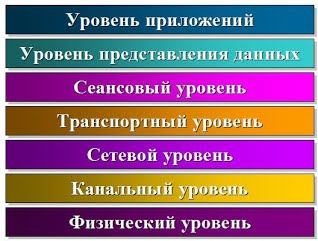 Уровень приложений
Уровень представления данных
Сеансовый уровень
Транспортный уровень
Сетевой уровень
Канальный уровень
Физический уровень